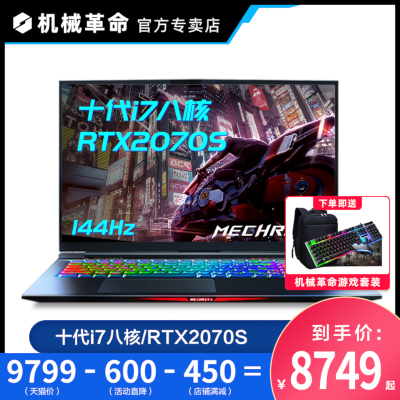 机械革命 官方专卖店
十代i7八核
RTX2070S
144Hz
MECHREV
下单即送
机械革命游戏套装
MECHREVO
十代i7八核/RTX2070S
到手价:
9799 - 600 - 450 = ¥8749起
(天猫价) (活动直降) (店铺满减)